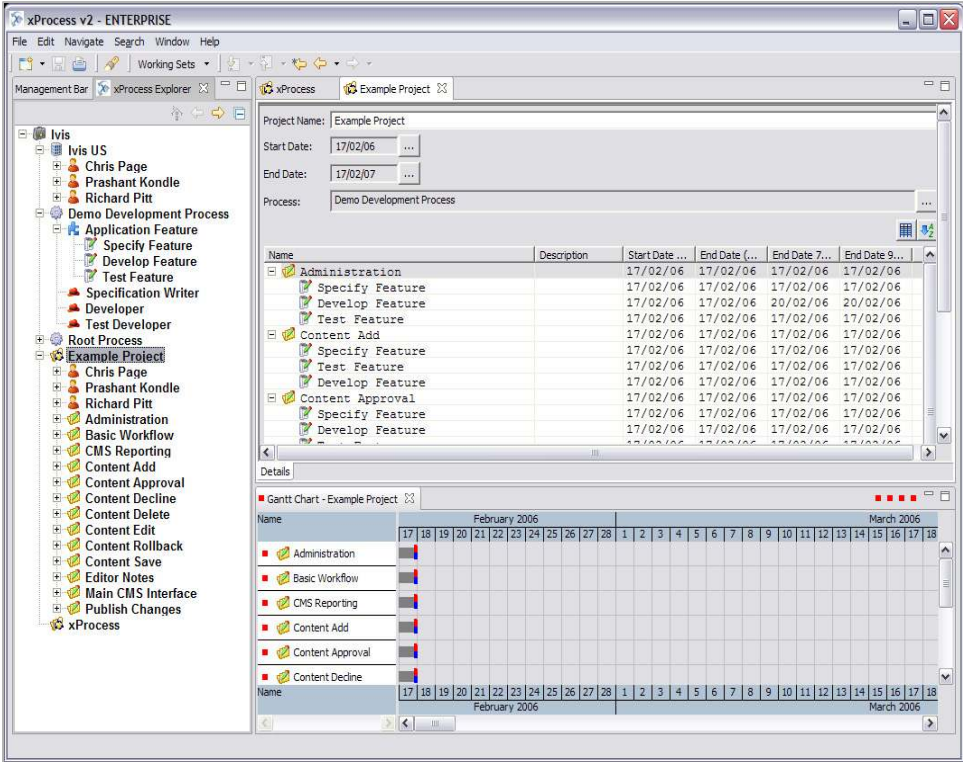 xProcess v2 - ENTERPRISE
File Edit Navigate Search Window Help
Working Sets
Management Bar xProcess Explorer
Ivis
Ivis US
Chris Page
Prashant Kondle
Richard Pitt
Demo Development Process
Application Feature
Specify Feature
Develop Feature
Test Feature
Specification Writer
Developer
Test Developer
Root Process
Example Project
Chris Page
Prashant Kondle
Richard Pitt
Administration
Basic Workflow
CMS Reporting
Content Add
Content Approval
Content Decline
Content Delete
Content Edit
Content Rollback
Content Save
Editor Notes
Main CMS Interface
Publish Changes
xProcess
xProcess Example Project
Project Name: Example Project
Start Date: 17/02/06 ...
End Date: 17/02/07 ...
Process: Demo Development Process ...
Name Description Start Date ... End Date (... End Date 7... End Date 9...
Administration 17/02/06 17/02/06 17/02/06 17/02/06
Specify Feature 17/02/06 17/02/06 17/02/06 17/02/06
Develop Feature 17/02/06 17/02/06 20/02/06 20/02/06
Test Feature 17/02/06 17/02/06 17/02/06 17/02/06
Content Add 17/02/06 17/02/06 17/02/06 17/02/06
Specify Feature 17/02/06 17/02/06 17/02/06 17/02/06
Test Feature 17/02/06 17/02/06 17/02/06 17/02/06
Develop Feature 17/02/06 17/02/06 17/02/06 17/02/06
Content Approval 17/02/06 17/02/06 17/02/06 17/02/06
Specify Feature 17/02/06 17/02/06 17/02/06 17/02/06
Develop Feature 17/02/06 17/02/06 17/02/06 17/02/06
Details
Gantt Chart - Example Project
Name February 2006 March 2006
17 18 19 20 21 22 23 24 25 26 27 28 1 2 3 4 5 6 7 8 9 10 11 12 13 14 15 16 17 18
Administration
Basic Workflow
CMS Reporting
Content Add
Content Approval
Content Decline
Name 17 18 19 20 21 22 23 24 25 26 27 28 1 2 3 4 5 6 7 8 9 10 11 12 13 14 15 16 17 18
February 2006 March 2006